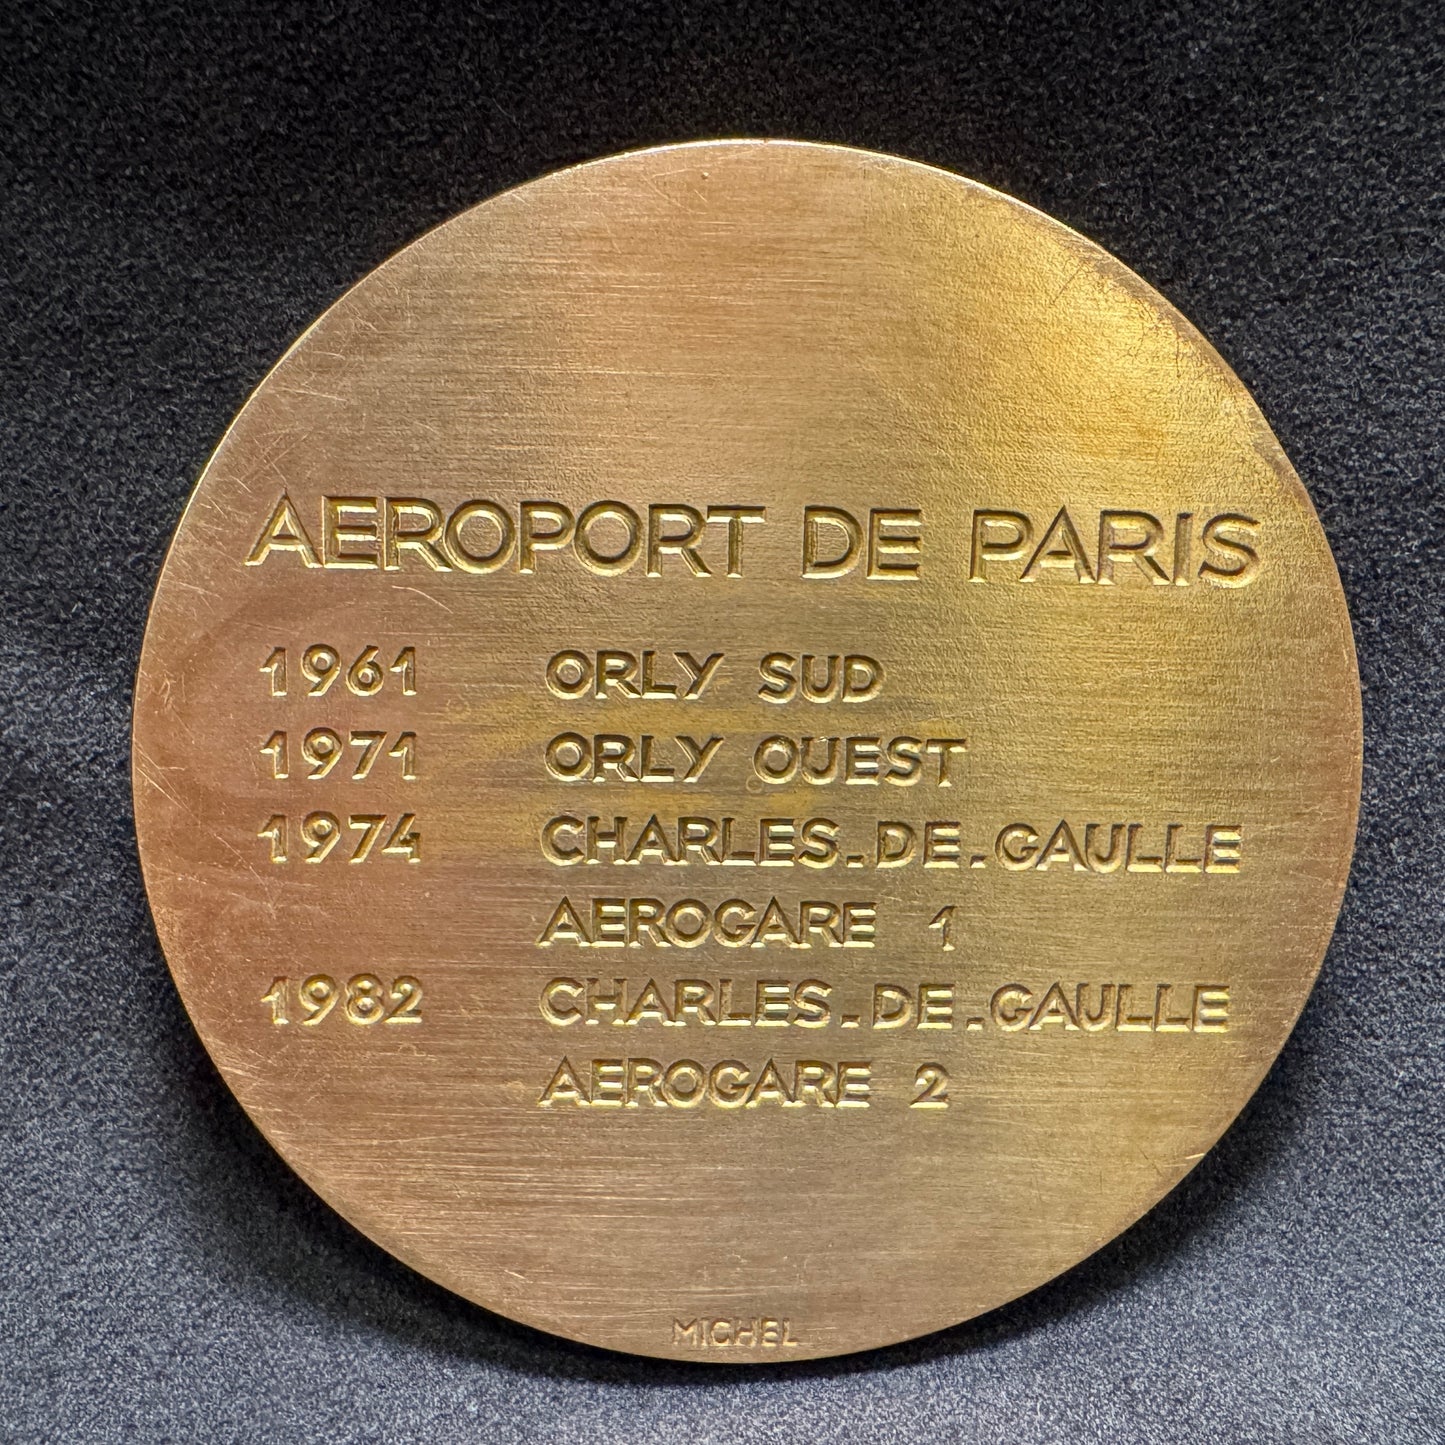 AEROPORT DE PARIS
1961 ORLY SUD
1971 ORLY OUEST
1974 CHARLES.DE.GAULLE
AEROGARE 1
1982 CHARLES.DE.GAULLE
AEROGARE 2
MICHEL